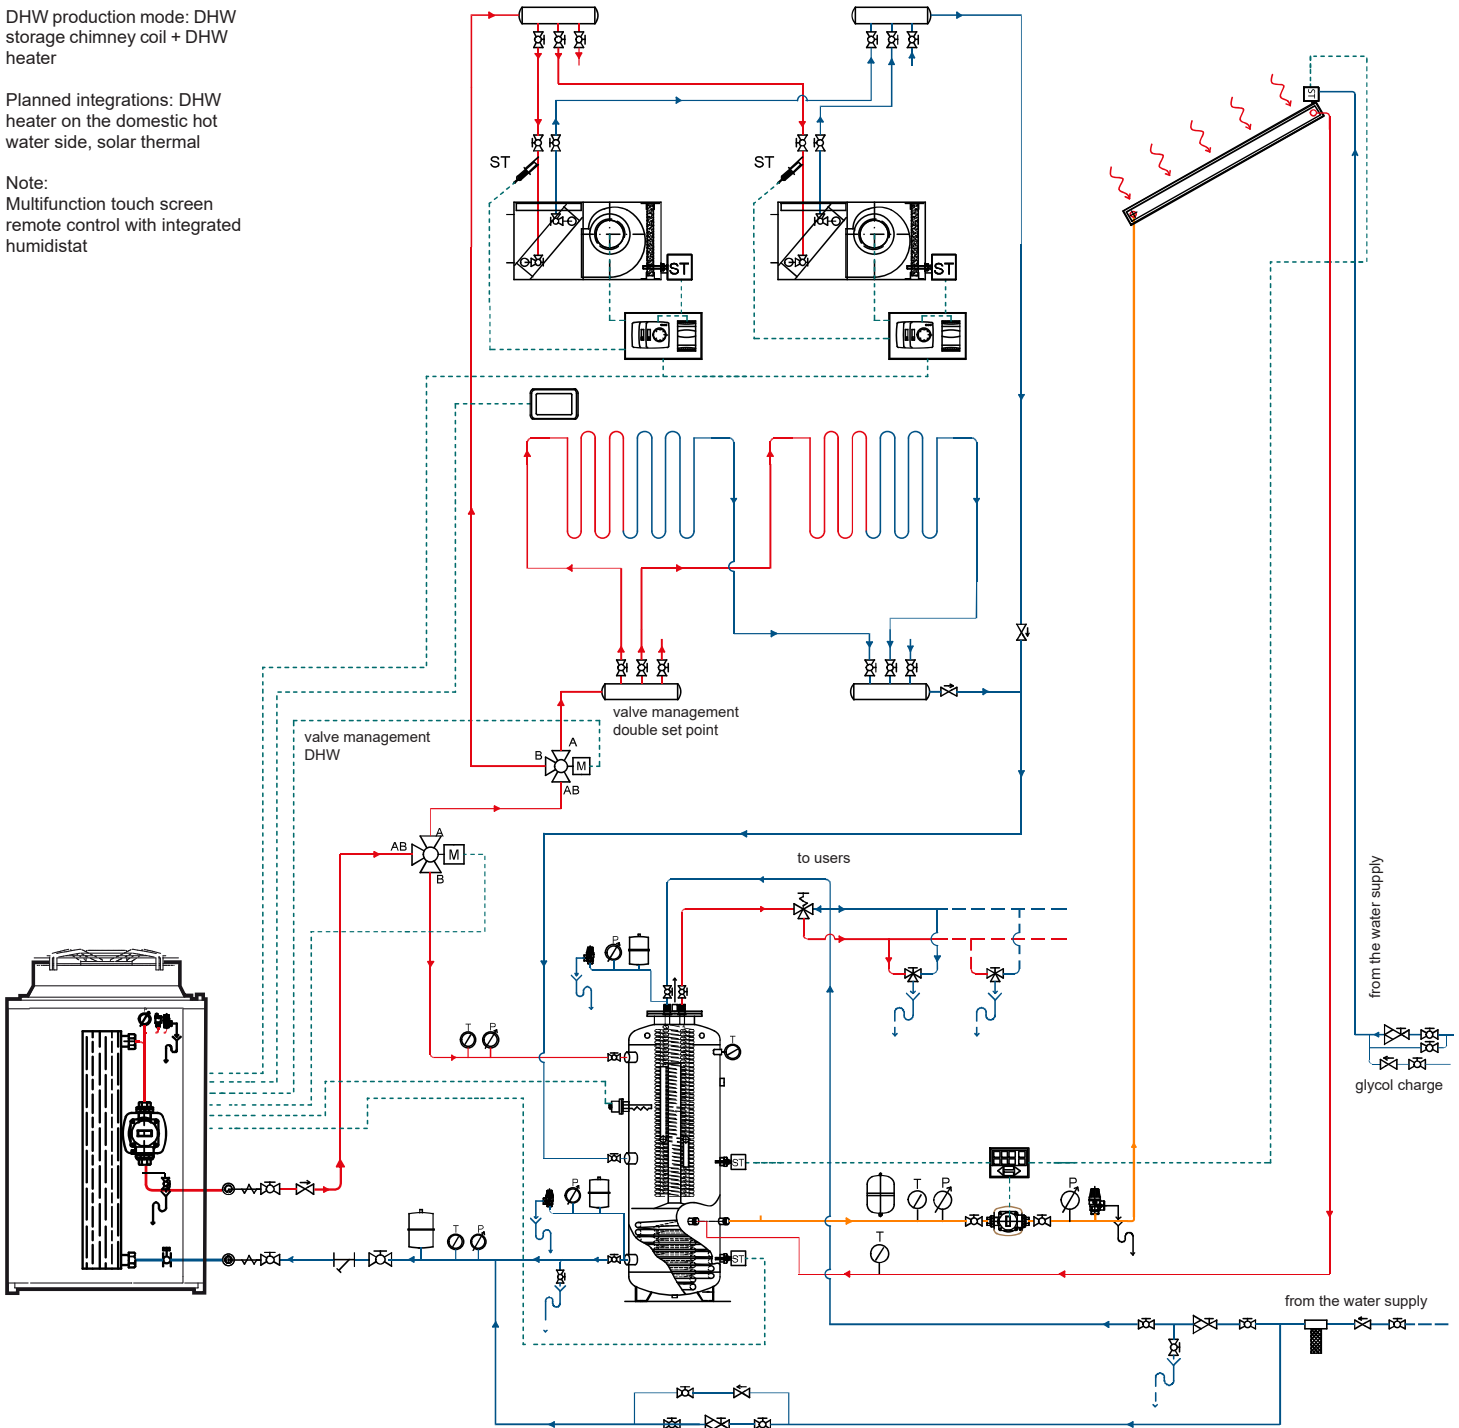 DHW production mode: DHW
storage chimney coil + DHW
heater
Planned integrations: DHW
heater on the domestic hot
water side, solar thermal
Note:
Multifunction touch screen
remote control with integrated
humidistat
ST
ST
ST
ST
ST
valve management
double set point
valve management
DHW
A
B
M
AB
A
AB
M
B
to users
from the water supply
P
T
P
T
glycol charge
ST
P
T
P
T
P
P
T
T
ST
from the water supply